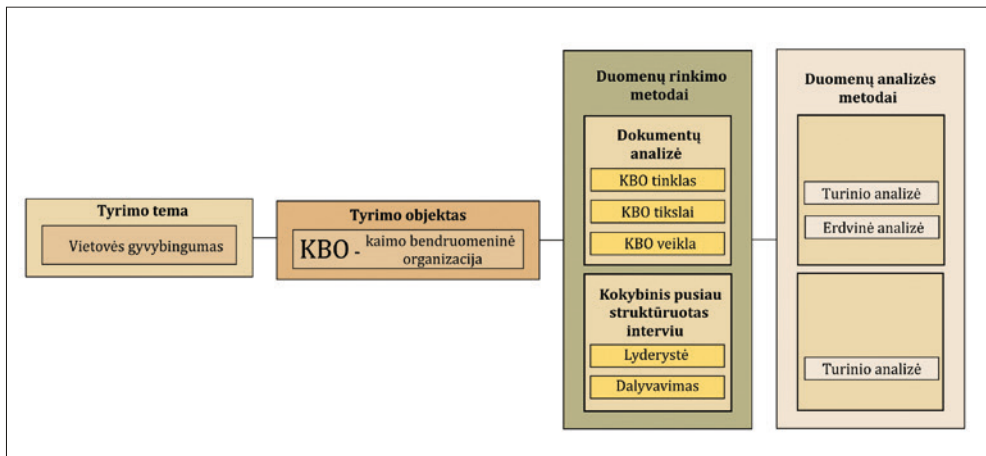 Tyrimo tema
Vietovės gyvybingumas
Tyrimo objektas
KBO - kaimo bendruomeninė
organizacija
Duomenų rinkimo
metodai
Dokumentų
analizė
KBO tinklas
KBO tikslai
KBO veikla
Kokybinis pusiau
struktūruotas
interviu
Lyderystė
Dalyvavimas
Duomenų analizės
metodai
Turinio analizė
Erdvinė analizė
Turinio analizė